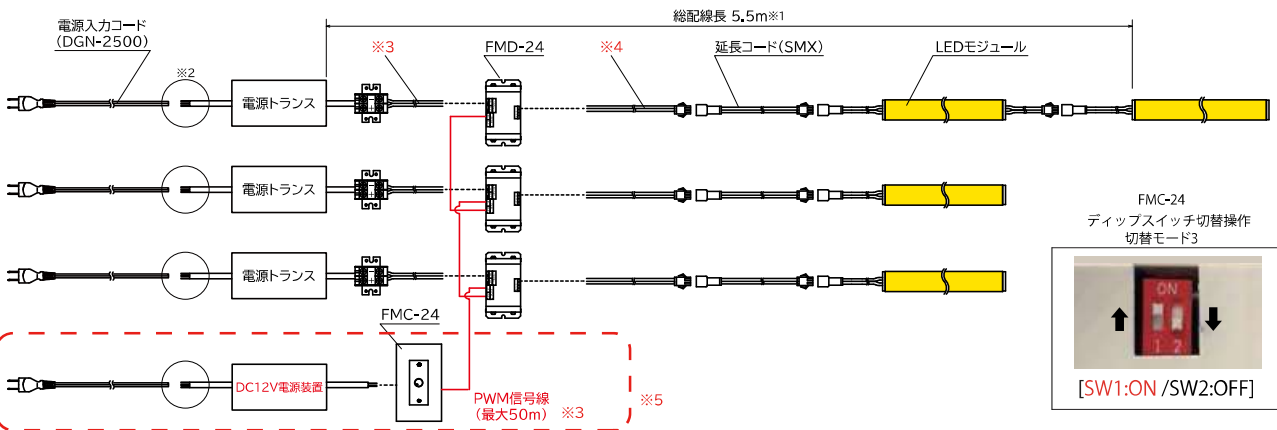 総配線長 5.5m※1
電源入力コード
(DGN-2500)
※2
※3
FMD-24
※4
延長コード(SMX)
LEDモジュール
電源トランス
電源トランス
電源トランス
FMC-24
DC12V電源装置
PWM信号線
(最大50m) ※3
※5
FMC-24
ディップスイッチ切替操作
切替モード3
ON
1 2
[SW1:ON /SW2:OFF]